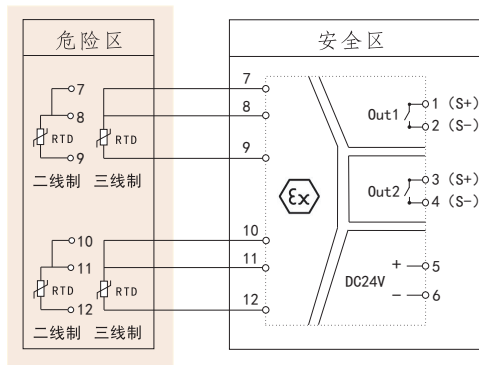 危险区
安全区
7
8
RTD
RTD
9
二线制
三线制
10
11
RTD
RTD
12
二线制
三线制
7
8
9
10
11
12
Ex
Out1
1 (S+)
2 (S-)
Out2
3 (S+)
4 (S-)
DC24V
+
5
-
6